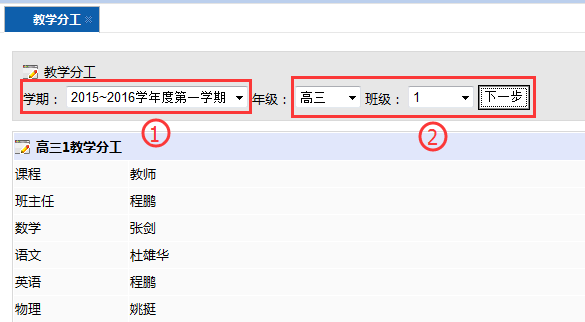 教学分工
教学分工
学期： 2015~2016学年度第一学期 年级： 高三 班级： 1 下一步
① ②
高三1教学分工
课程 教师
班主任 程鹏
数学 张剑
语文 杜雄华
英语 程鹏
物理 姚挺